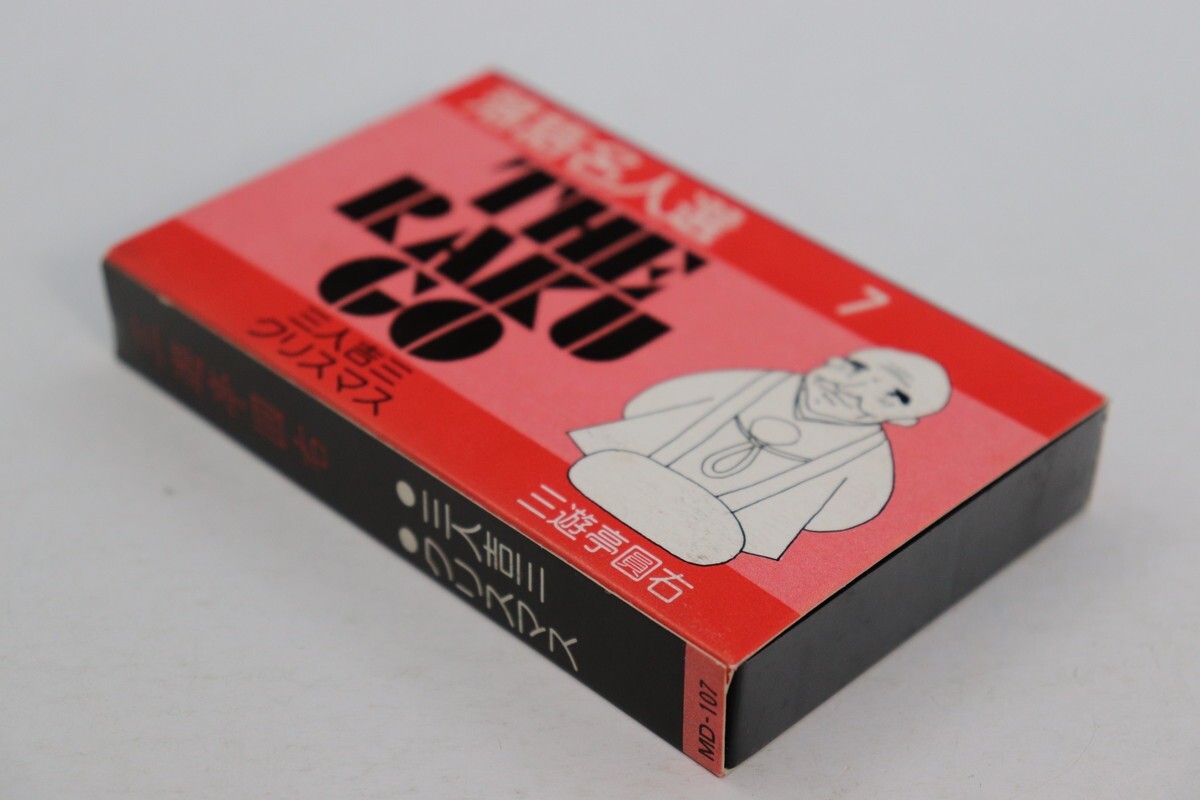 落語名人選
1
THE
RAKU
GO
三人吉三
クリスマス
三遊亭圓右
三遊亭圓右
●三人吉三
●クリスマス
MD-107